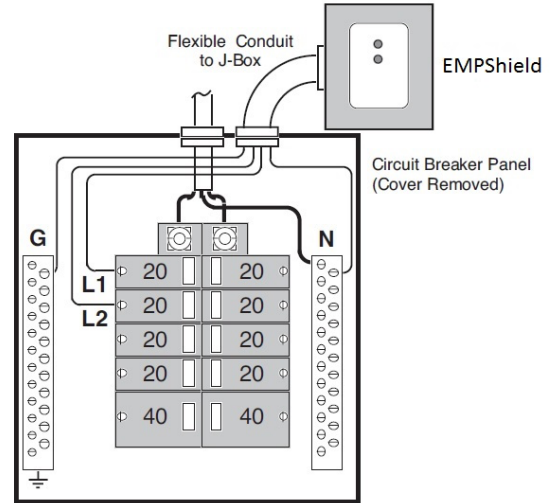 Flexible Conduit
to J-Box
EMPShield
Circuit Breaker Panel
(Cover Removed)
G
N
L1
20
20
L2
20
20
20
20
20
20
40
40